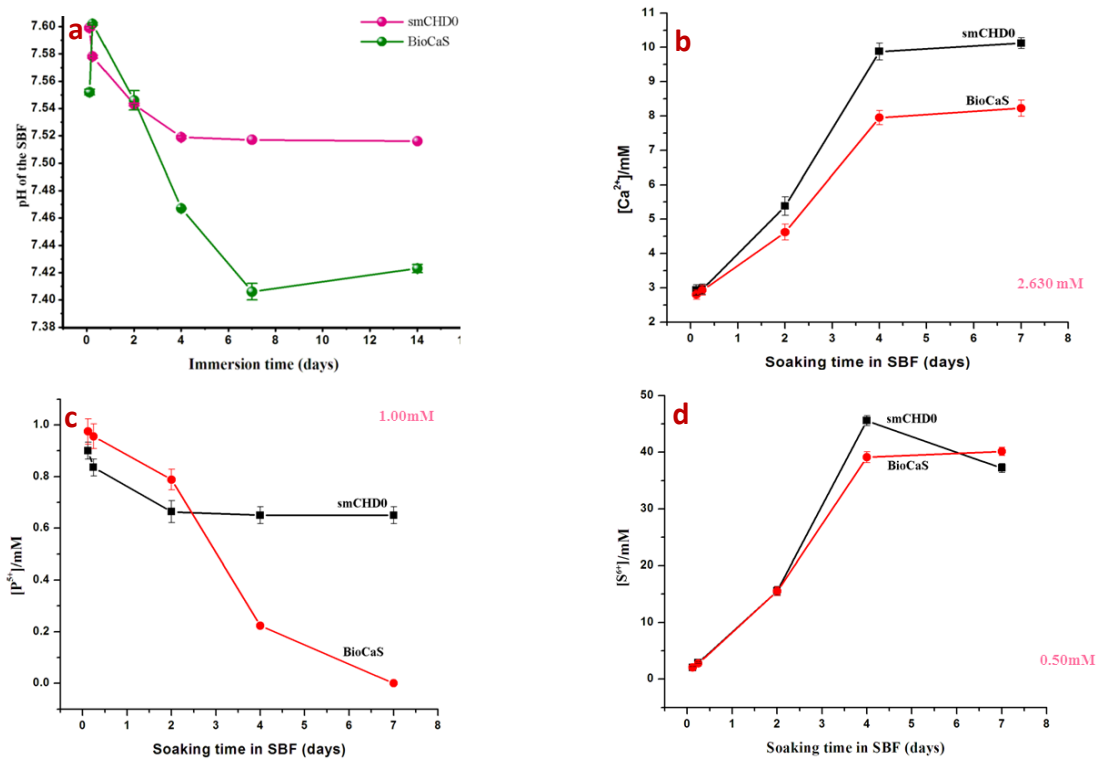 a
smCHD0
BioCaS
pH of the SBF
7.60
7.59
7.58
7.56
7.54
7.52
7.50
7.48
7.46
7.44
7.42
7.40
7.38
0 2 4 6 8 10 12 14
Immersion time (days)
b
smCHD0
BioCaS
[Ca²⁺]/mM
11
10
9
8
7
6
5
4
3
2
2.630 mM
0 1 2 3 4 5 6 7 8
Soaking time in SBF (days)
c
1.00mM
smCHD0
BioCaS
[P⁵⁺]/mM
1.0
0.8
0.6
0.4
0.2
0.0
0 1 2 3 4 5 6 7 8
Soaking time in SBF (days)
d
smCHD0
BioCaS
[S⁶⁺]/mM
50
40
30
20
10
0
0.50mM
0 1 2 3 4 5 6 7 8
Soaking time in SBF (days)